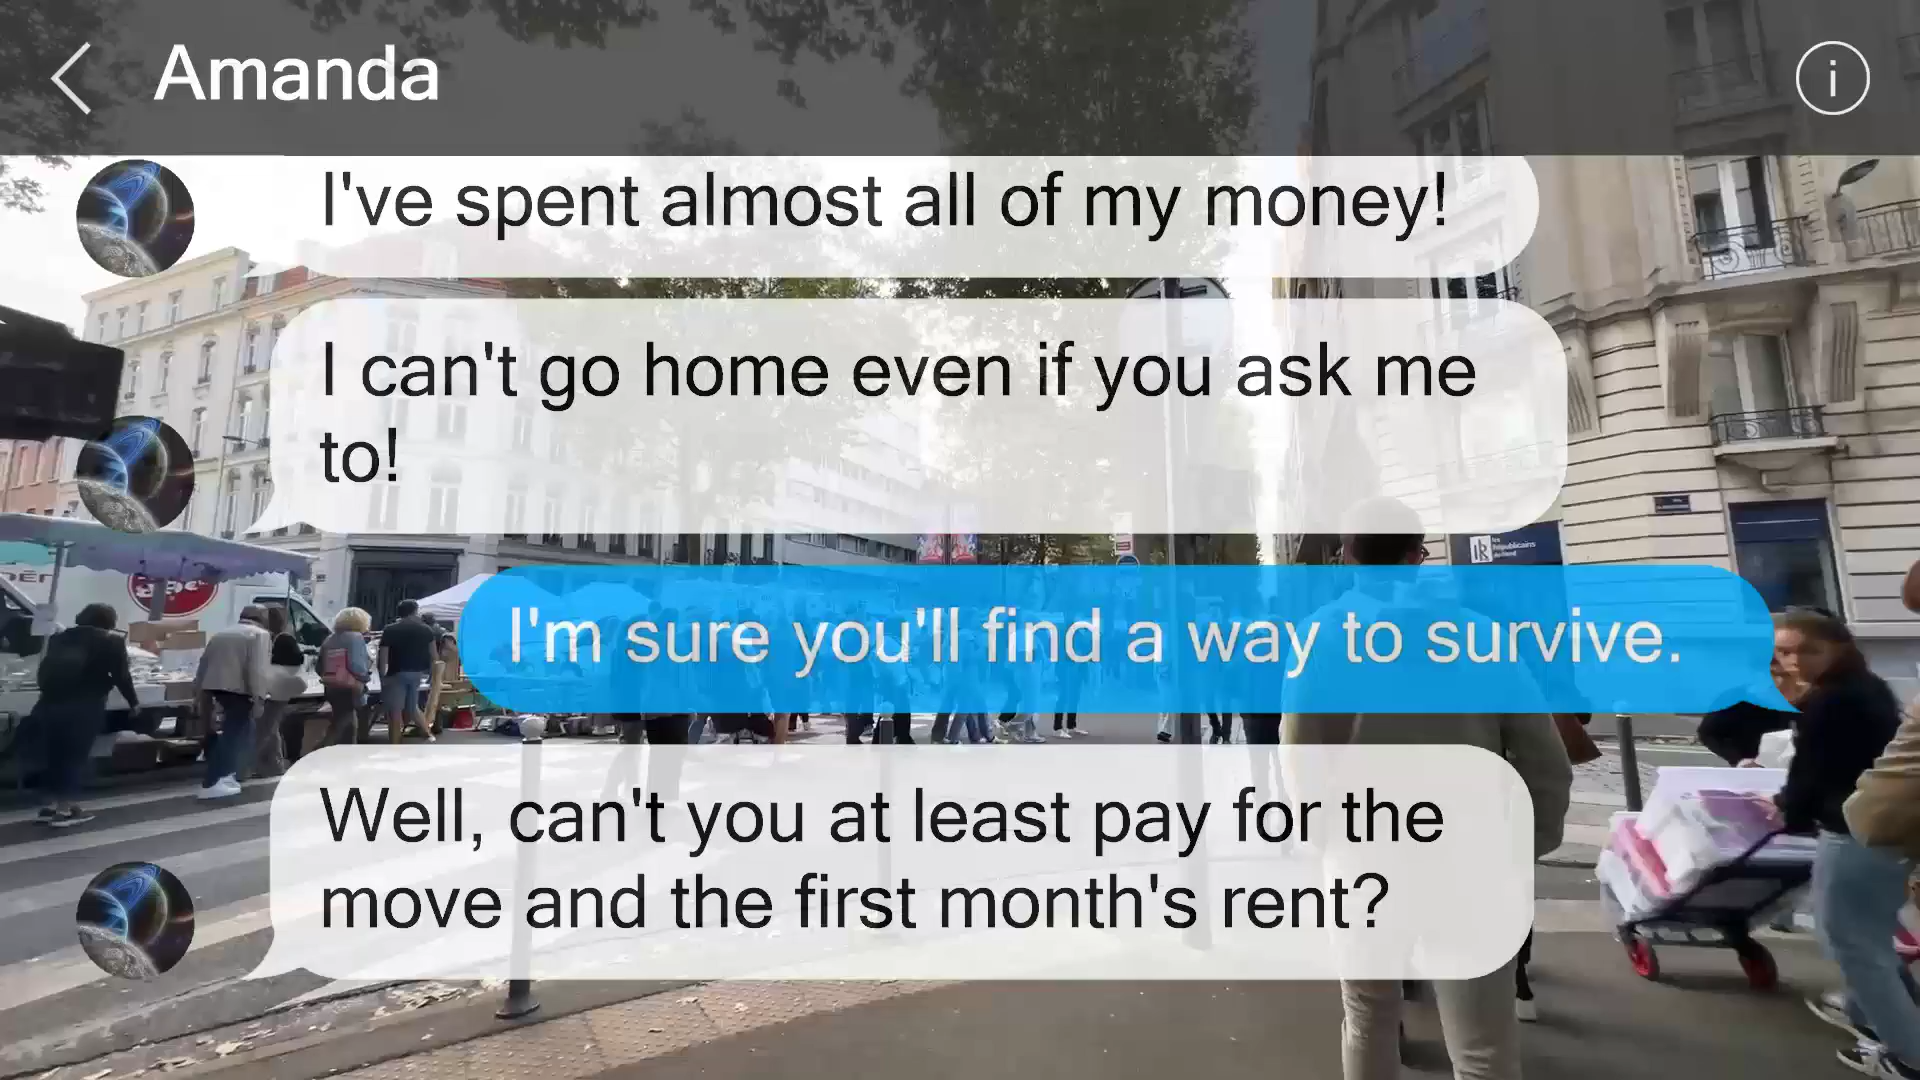 Amanda
i
I've spent almost all of my money!
I can't go home even if you ask me
to!
I'm sure you'll find a way to survive.
les
Républicains
Well, can't you at least pay for the
move and the first month's rent?